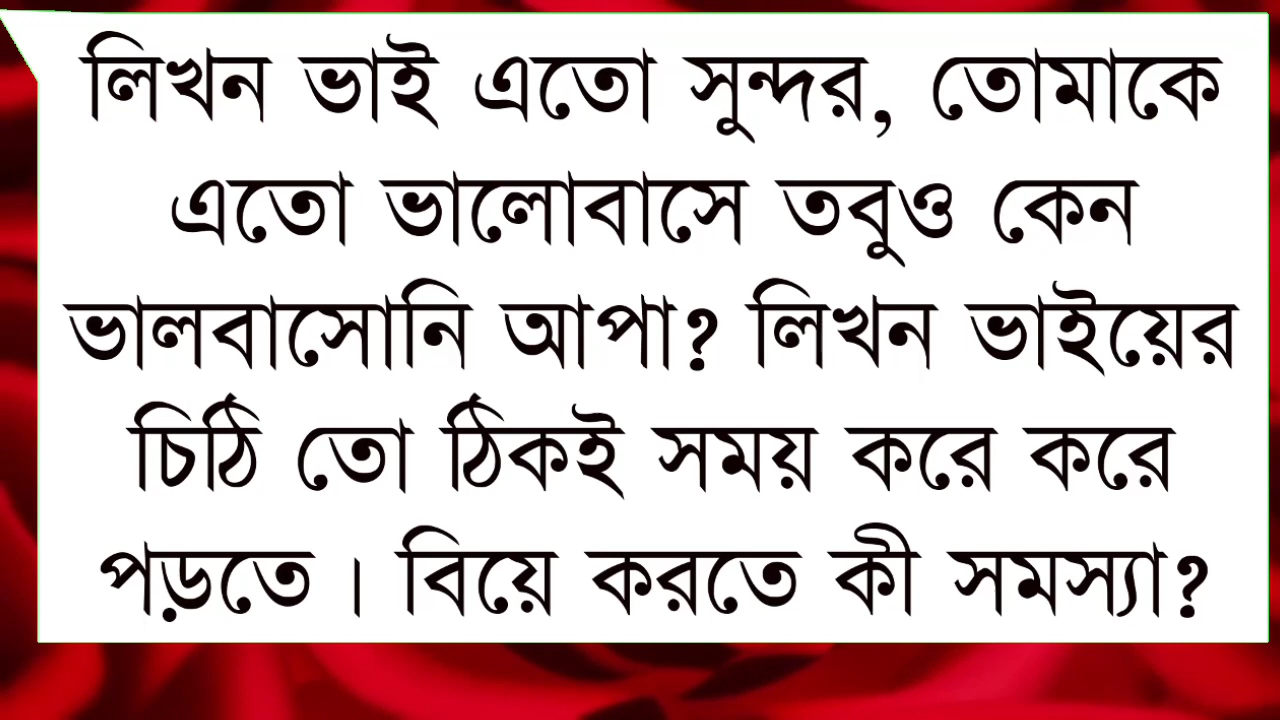 লিখন ভাই এতো সুন্দর, তোমাকে
এতো ভালোবাসে তবুও কেন
ভালবাসোনি আপা? লিখন ভাইয়ের
চিঠি তো ঠিকই সময় করে করে
পড়তে। বিয়ে করতে কী সমস্যা?